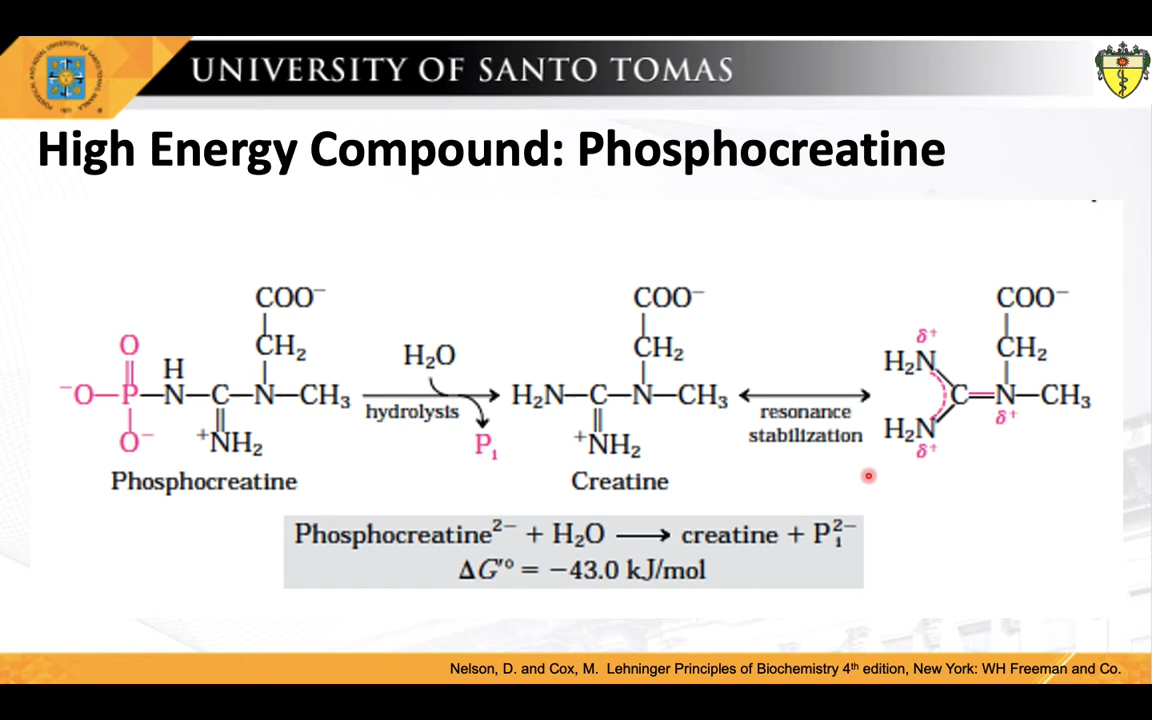 UNIVERSITY OF SANTO TOMAS
High Energy Compound: Phosphocreatine
COO⁻
CH₂
O
H
⁻O—P—N—C—N—CH₃
O⁻
⁺NH₂
Phosphocreatine
H₂O
hydrolysis
Pᵢ
COO⁻
CH₂
H₂N—C—N—CH₃
⁺NH₂
Creatine
resonance
stabilization
COO⁻
CH₂
δ⁺
H₂N
C=N—CH₃
δ⁺
H₂N
δ⁺
Phosphocreatine²⁻ + H₂O ⟶ creatine + Pᵢ²⁻
ΔG′° = −43.0 kJ/mol
Nelson, D. and Cox, M. Lehninger Principles of Biochemistry 4th edition, New York: WH Freeman and Co.